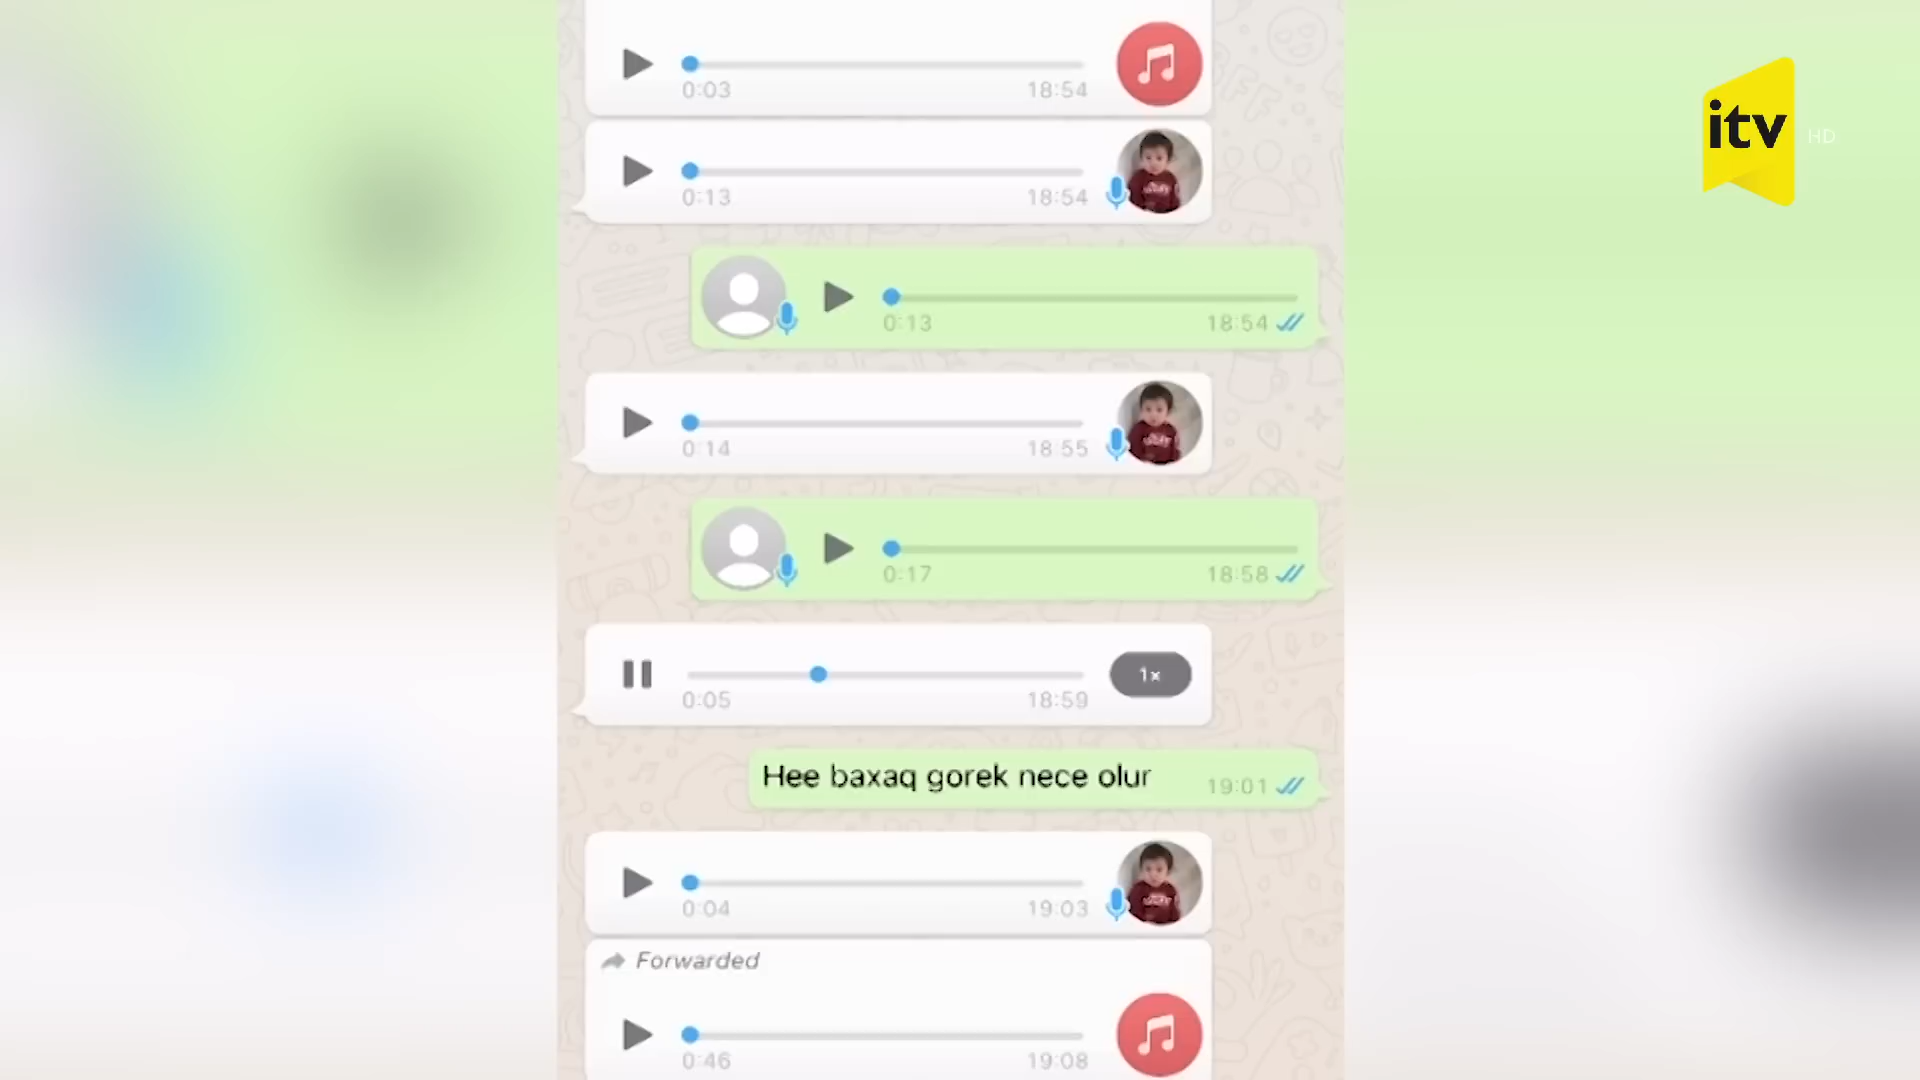 0:03 18:54
itv HD
0:13 18:54
0:13 18:54
0:14 18:55
0:17 18:58
1x
0:05 18:59
Hee baxaq gorek nece olur 19:01
0:04 19:03
Forwarded
0:46 19:08